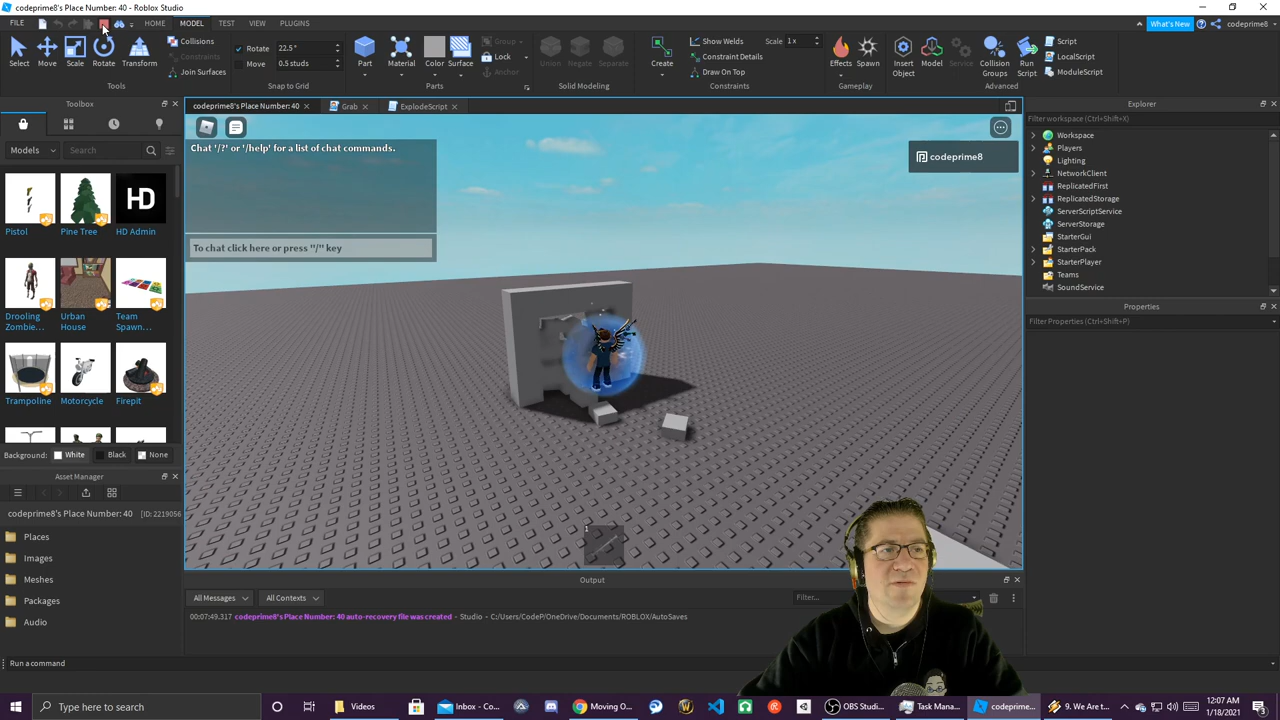 codeprime8's Place Number: 40 - Roblox Studio
FILE
HOME
MODEL
TEST
VIEW
PLUGINS
What's New
codeprime8
Select
Move
Scale
Rotate
Transform
Collisions
Constraints
Join Surfaces
Tools
Rotate
22.5°
Move
0.5 studs
Snap to Grid
Part
Material
Color
Surface
Group
Lock
Anchor
Parts
Union
Negate
Separate
Solid Modeling
Create
Show Welds
Scale
1 x
Constraint Details
Draw On Top
Constraints
Effects
Spawn
Gameplay
Insert
Object
Model
Service
Collision
Groups
Run
Script
Script
LocalScript
ModuleScript
Advanced
Toolbox
Models
Search
Pistol
Pine Tree
HD
HD Admin
Drooling
Zombie...
Urban
House
Team
Spawn...
Trampoline
Motorcycle
Firepit
Background:
White
Black
None
Asset Manager
codeprime8's Place Number: 40
[ID: 2219056
Places
Images
Meshes
Packages
Audio
codeprime8's Place Number: 40
Grab
ExplodeScript
Chat '/?' or '/help' for a list of chat commands.
To chat click here or press "/" key
codeprime8
1
Output
All Messages
All Contexts
Filter...
00:07:49.317 codeprime8's Place Number: 40 auto-recovery file was created - Studio - C:/Users/CodeP/OneDrive/Documents/ROBLOX/AutoSaves
Explorer
Filter workspace (Ctrl+Shift+X)
Workspace
Players
Lighting
NetworkClient
ReplicatedFirst
ReplicatedStorage
ServerScriptService
ServerStorage
StarterGui
StarterPack
StarterPlayer
Teams
SoundService
Properties
Filter Properties (Ctrl+Shift+P)
Run a command
Type here to search
Videos
Inbox - Co...
Moving O...
OBS Studi...
Task Mana...
codeprime...
9. We Are t...
12:07 AM
1/18/2021